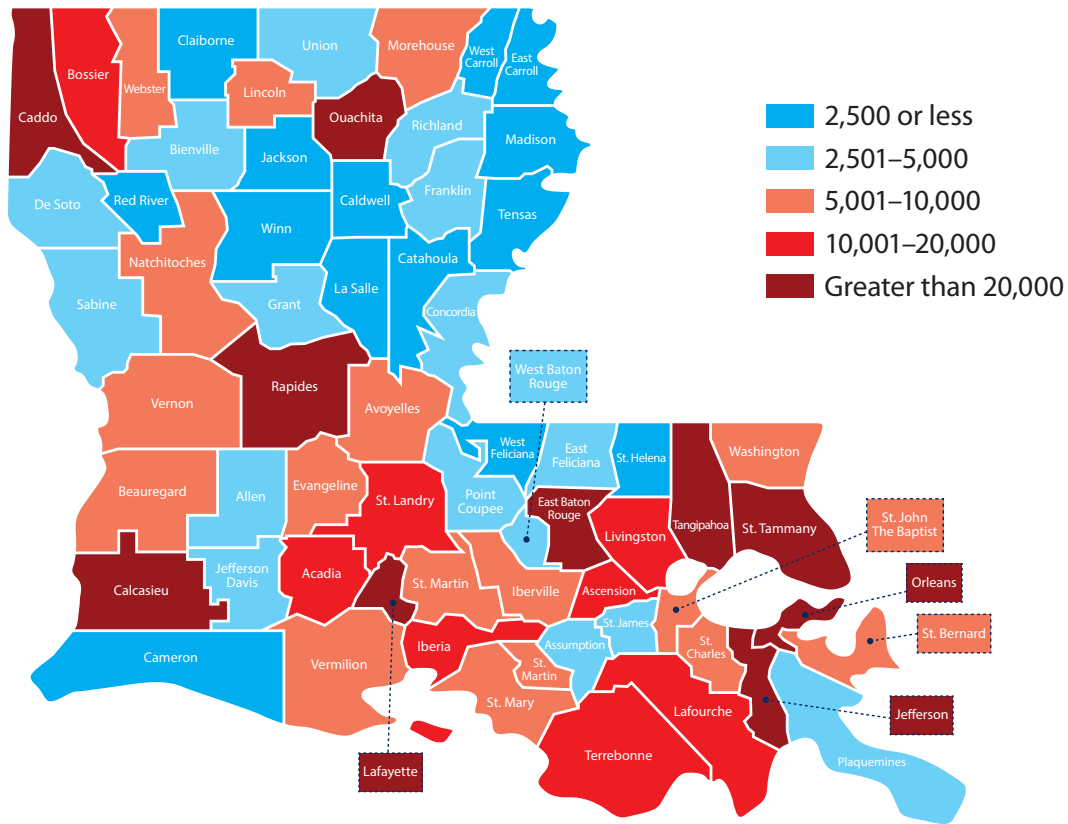 Claiborne
Union
Morehouse
West
Carroll
East
Carroll
Bossier
Webster
Lincoln
Caddo
Ouachita
Richland
Madison
Bienville
Jackson
Franklin
De Soto
Red River
Caldwell
Tensas
Winn
Natchitoches
Catahoula
La Salle
Sabine
Grant
Concordia
2,500 or less
2,501–5,000
5,001–10,000
10,001–20,000
Greater than 20,000
West Baton
Rouge
Rapides
Vernon
Avoyelles
West
Feliciana
East
Feliciana
St. Helena
Washington
Beauregard
Allen
Evangeline
St. Landry
Point
Coupee
East Baton
Rouge
Livingston
Tangipahoa
St. Tammany
St. John
The Baptist
Calcasieu
Jefferson
Davis
Acadia
St. Martin
Iberville
Ascension
Orleans
St. James
St. Bernard
Cameron
Vermilion
Iberia
Assumption
St.
Charles
St.
Martin
St. Mary
Lafourche
Jefferson
Terrebonne
Plaquemines
Lafayette